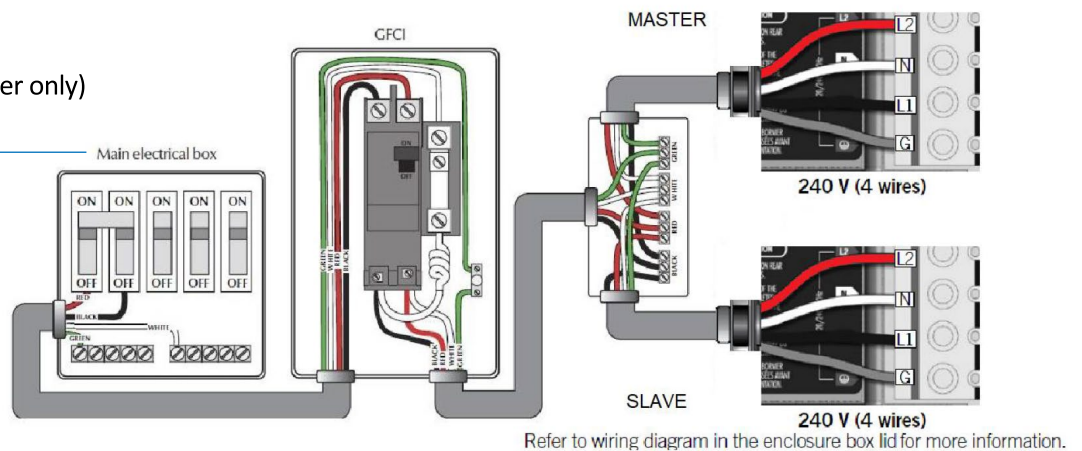 er only)
Main electrical box
ON
ON
ON
ON
ON
OFF
OFF
OFF
OFF
OFF
RED
BLACK
WHITE
GREEN
GFCI
ON
OFF
GREEN
WHITE
RED
BLACK
BLACK
RED
WHITE
GREEN
GREEN
WHITE
RED
BLACK
MASTER
L2
N
L1
G
240 V (4 wires)
SLAVE
L2
N
L1
G
240 V (4 wires)
Refer to wiring diagram in the enclosure box lid for more information.